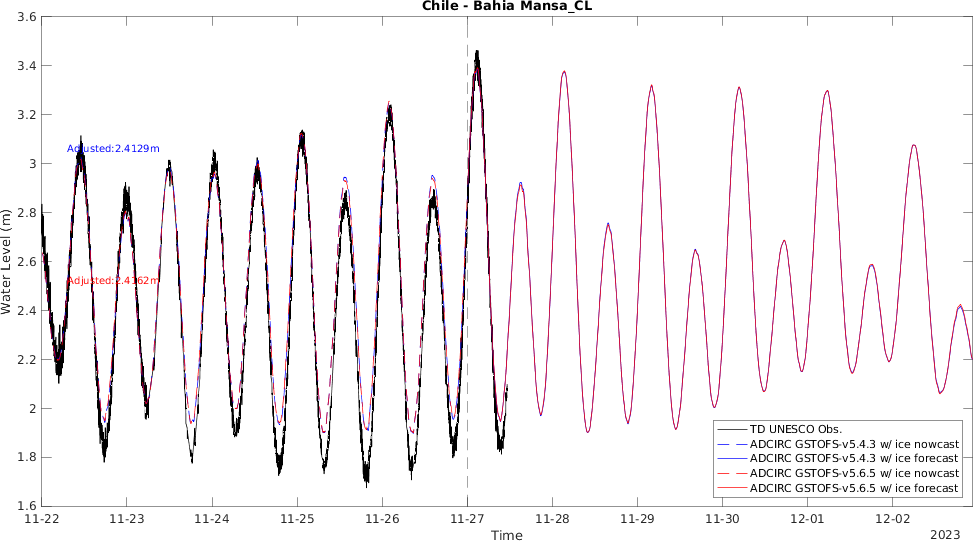 Chile - Bahia Mansa_CL
3.6
3.4
3.2
3
2.8
2.6
2.4
2.2
2
1.8
1.6
Water Level (m)
Adjusted:2.4129m
Adjusted:2.4162m
TD UNESCO Obs.
ADCIRC GSTOFS-v5.4.3 w/ ice nowcast
ADCIRC GSTOFS-v5.4.3 w/ ice forecast
ADCIRC GSTOFS-v5.6.5 w/ ice nowcast
ADCIRC GSTOFS-v5.6.5 w/ ice forecast
11-22 11-23 11-24 11-25 11-26 11-27 11-28 11-29 11-30 12-01 12-02
Time
2023